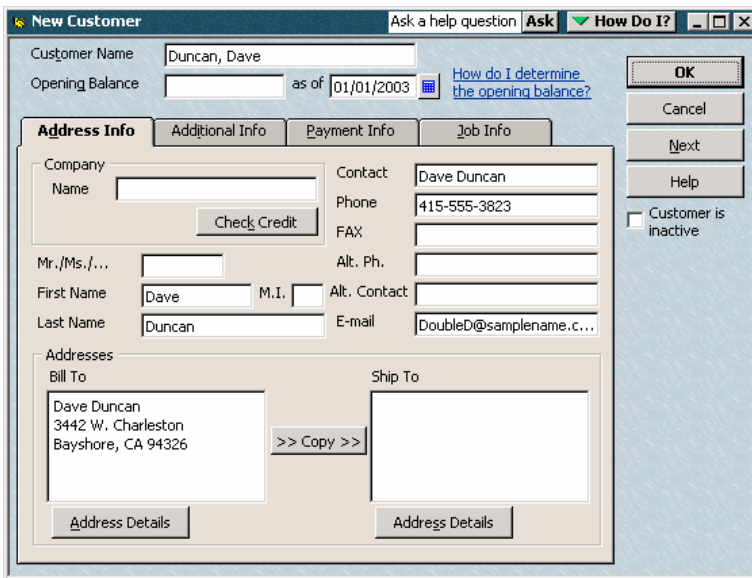 New Customer
Ask a help question Ask How Do I?
Customer Name Duncan, Dave
Opening Balance as of 01/01/2003 How do I determine
the opening balance?
OK
Cancel
Next
Help
Customer is
inactive
Address Info Additional Info Payment Info Job Info
Company
Name
Check Credit
Contact Dave Duncan
Phone 415-555-3823
FAX
Mr./Ms./... Alt. Ph.
First Name Dave M.I. Alt. Contact
Last Name Duncan E-mail DoubleD@samplename.c...
Addresses
Bill To
Dave Duncan
3442 W. Charleston
Bayshore, CA 94326
>> Copy >>
Ship To
Address Details Address Details